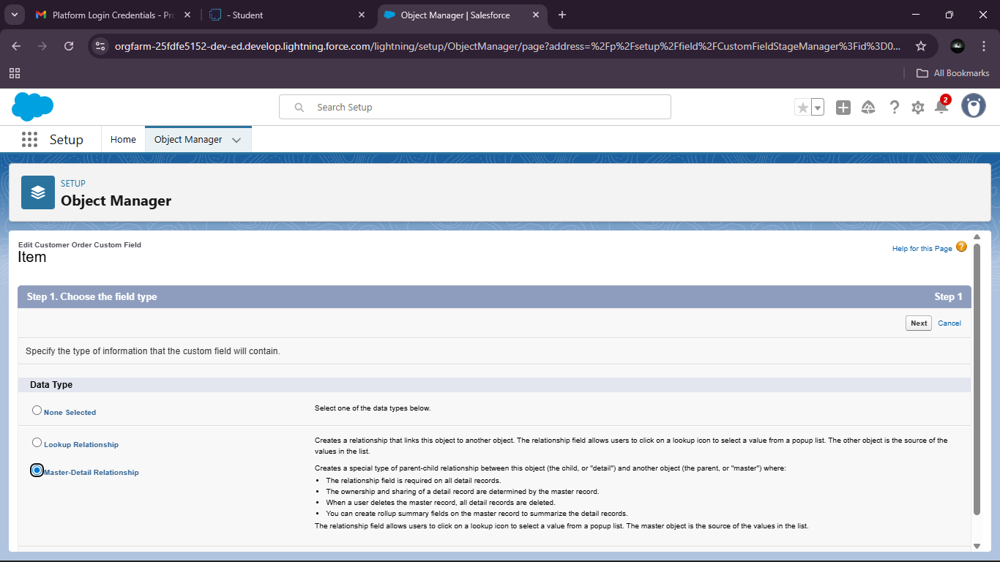 Platform Login Credentials - Pro
- Student
Object Manager | Salesforce
orgfarm-25fdfe5152-dev-ed.develop.lightning.force.com/lightning/setup/ObjectManager/page?address=%2Fp%2Fsetup%2Ffield%2FCustomFieldStageManager%3Fid%3D0...
All Bookmarks
Search Setup
2
Setup
Home
Object Manager
SETUP
Object Manager
Edit Customer Order Custom Field
Item
Help for this Page ?
Step 1. Choose the field type
Step 1
Next
Cancel
Specify the type of information that the custom field will contain.
Data Type
None Selected
Select one of the data types below.
Lookup Relationship
Creates a relationship that links this object to another object. The relationship field allows users to click on a lookup icon to select a value from a popup list. The other object is the source of the
values in the list.
Master-Detail Relationship
Creates a special type of parent-child relationship between this object (the child, or "detail") and another object (the parent, or "master") where:
• The relationship field is required on all detail records.
• The ownership and sharing of a detail record are determined by the master record.
• When a user deletes the master record, all detail records are deleted.
• You can create rollup summary fields on the master record to summarize the detail records.
The relationship field allows users to click on a lookup icon to select a value from a popup list. The master object is the source of the values in the list.